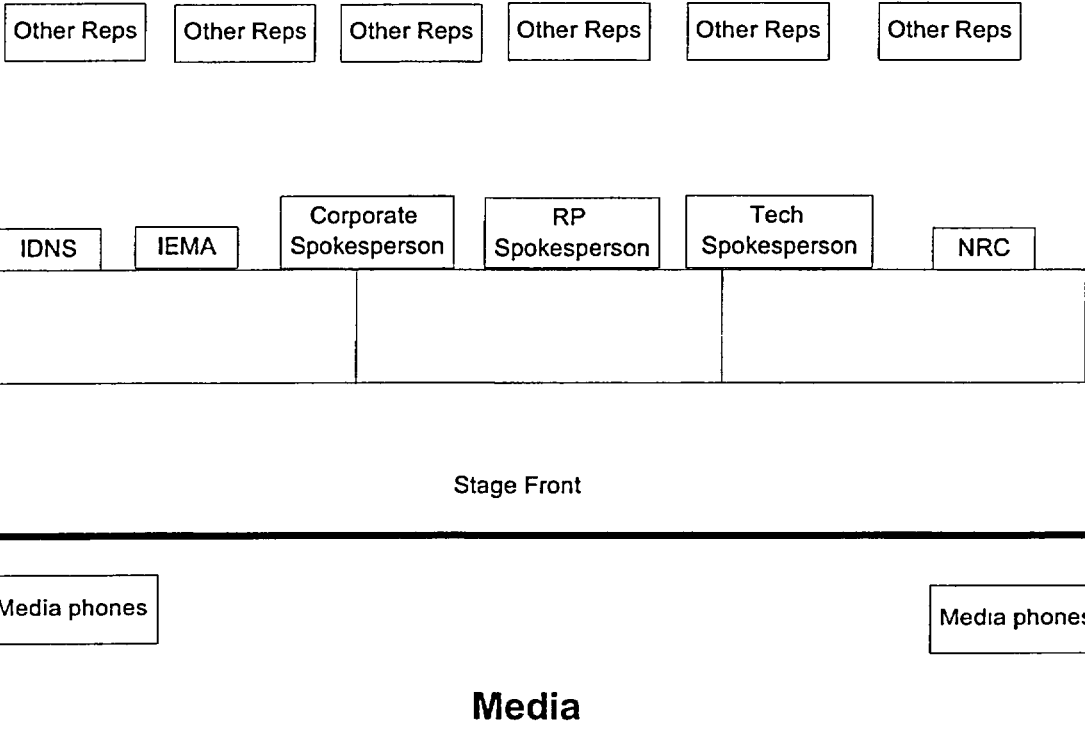 Other Reps Other Reps Other Reps Other Reps Other Reps Other Reps
Corporate RP Tech
IDNS IEMA Spokesperson Spokesperson Spokesperson NRC
Stage Front
Media phones Media phones
Media